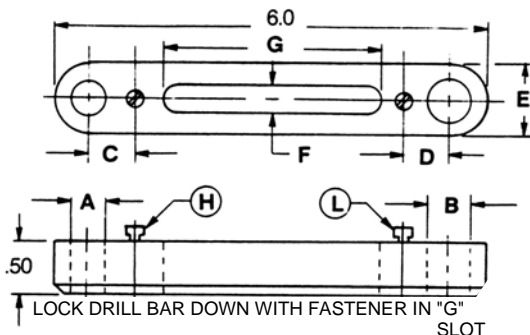 6.0
G
E
C
F
D
A
H
L
B
.50
LOCK DRILL BAR DOWN WITH FASTENER IN "G"
SLOT